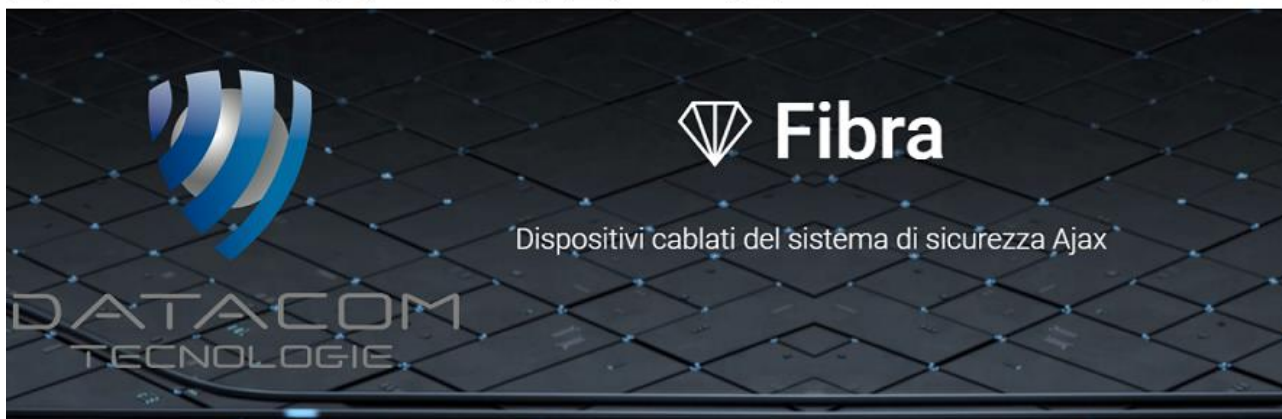 Fibra
Dispositivi cablati del sistema di sicurezza Ajax
DATACOM
TECNOLOGIE